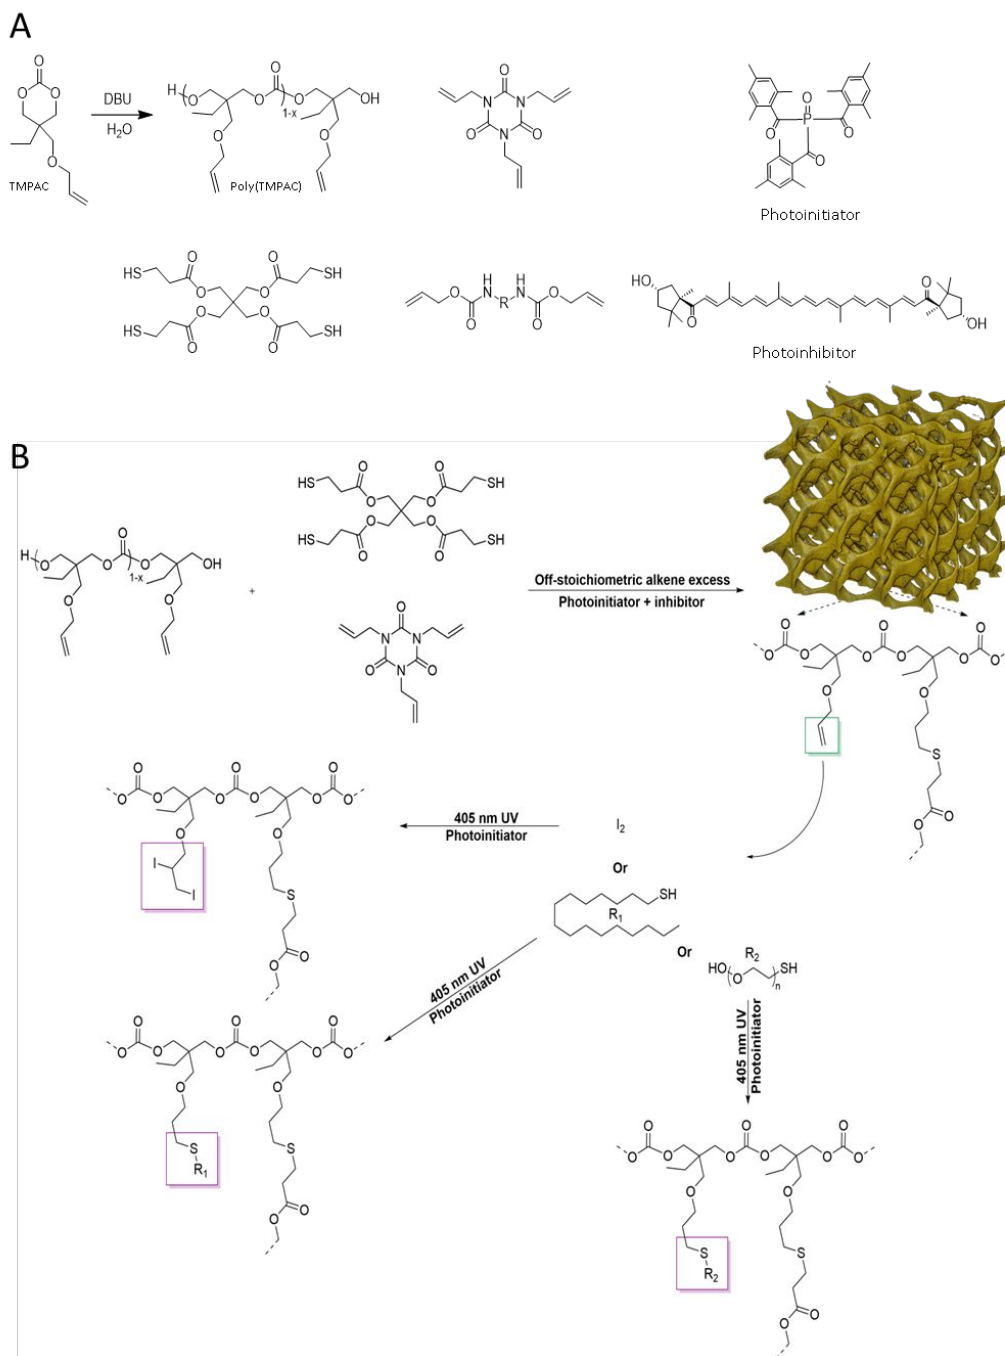 A
O
O O
O
TMPAC
DBU
H₂O
H O O O O OH
1-x
O O
Poly(TMPAC)
O
N N
O O
N
O
P
O O
O
Photoinitiator
HS O O SH
O O
HS O O SH
O O
O H H O
O N R N O
HO
O
O
OH
Photoinhibitor
B
HS O O SH
O O
HS O O SH
O O
H O O O O OH
1-x
O O
+
O
N N
O O
N
Off-stoichiometric alkene excess
Photoinitiator + inhibitor
O O O
O O O O O O
O O
S
O
O
O O O
O O O O O O
O O
I
I
S
O
O
405 nm UV
Photoinitiator
I₂
Or
SH
R₁
Or
R₂
HO O SH
n
405 nm UV
Photoinitiator
405 nm UV
Photoinitiator
O O O
O O O O O O
O O
S
R₁
S
O
O
O O O
O O O O O O
O O
S
R₂
S
O
O